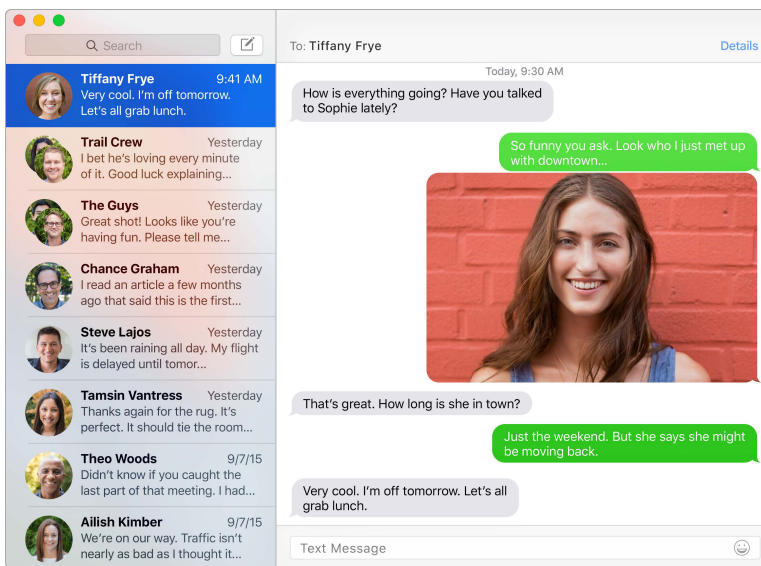 Search
Tiffany Frye 9:41 AM
Very cool. I'm off tomorrow.
Let's all grab lunch.
Trail Crew Yesterday
I bet he's loving every minute
of it. Good luck explaining...
The Guys Yesterday
Great shot! Looks like you're
having fun. Please tell me...
Chance Graham Yesterday
I read an article a few months
ago that said this is the first...
Steve Lajos Yesterday
It's been raining all day. My flight
is delayed until tomor...
Tamsin Vantress Yesterday
Thanks again for the rug. It's
perfect. It should tie the room...
Theo Woods 9/7/15
Didn't know if you caught the
last part of that meeting. I had...
Ailish Kimber 9/7/15
We're on our way. Traffic isn't
nearly as bad as I thought it...
To: Tiffany Frye Details
Today, 9:30 AM
How is everything going? Have you talked
to Sophie lately?
So funny you ask. Look who I just met up
with downtown...
That's great. How long is she in town?
Just the weekend. But she says she might
be moving back.
Very cool. I'm off tomorrow. Let's all
grab lunch.
Text Message